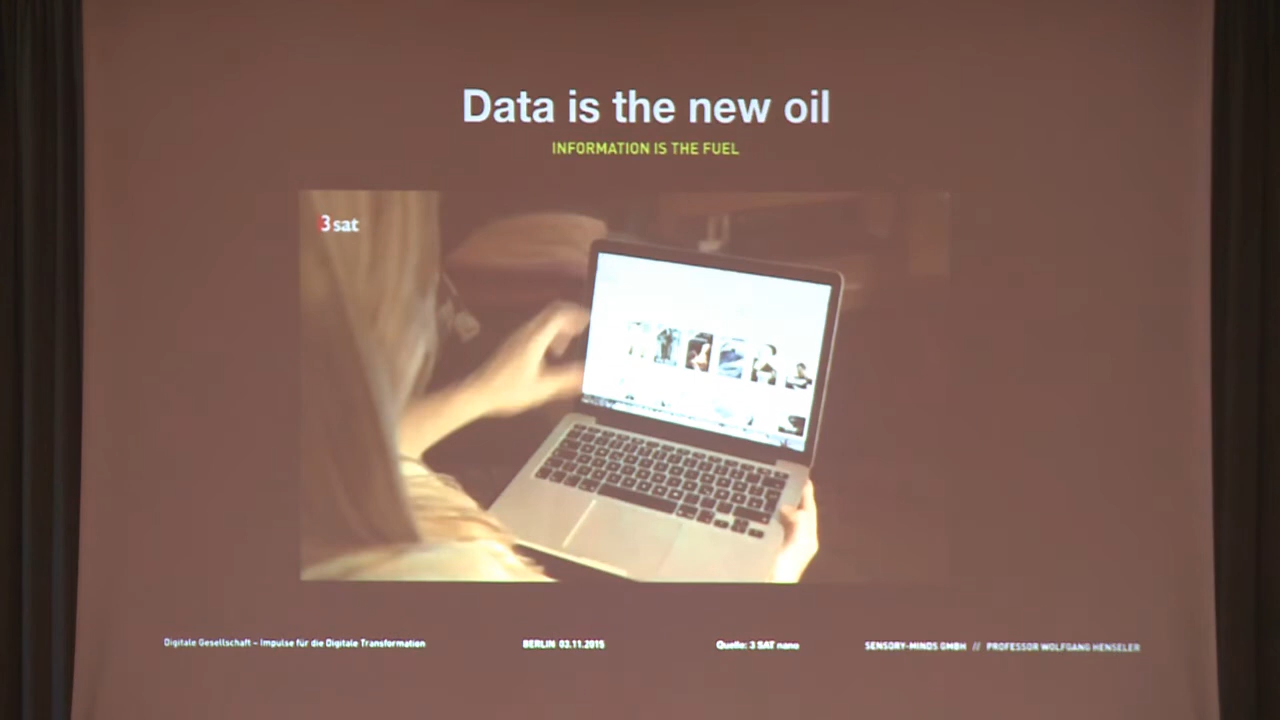 Data is the new oil
INFORMATION IS THE FUEL
3sat
Digitale Gesellschaft – Impulse für die Digitale Transformation
BERLIN 03.11.2015
Quelle: 3 SAT nano
SENSORY-MINDS GMBH // PROFESSOR WOLFGANG HENSELER